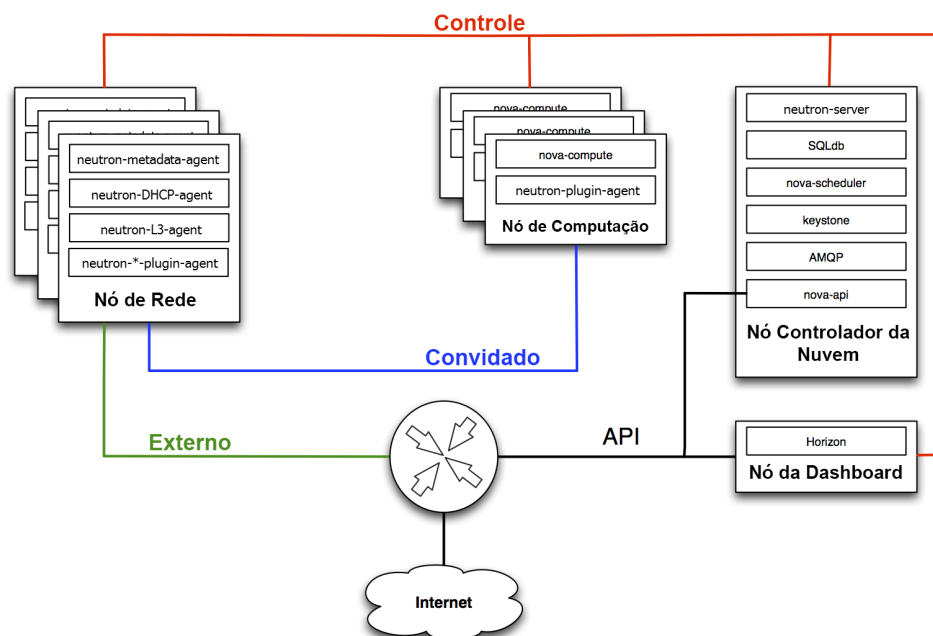 Controle
nova-compute
nova-compute
nova-compute
neutron-plugin-agent
Nó de Computação
neutron-metadata-agent
neutron-DHCP-agent
neutron-L3-agent
neutron-*-plugin-agent
Nó de Rede
neutron-server
SQLdb
nova-scheduler
keystone
AMQP
nova-api
Nó Controlador da
Nuvem
Convidado
Externo
API
Horizon
Nó da Dashboard
Internet